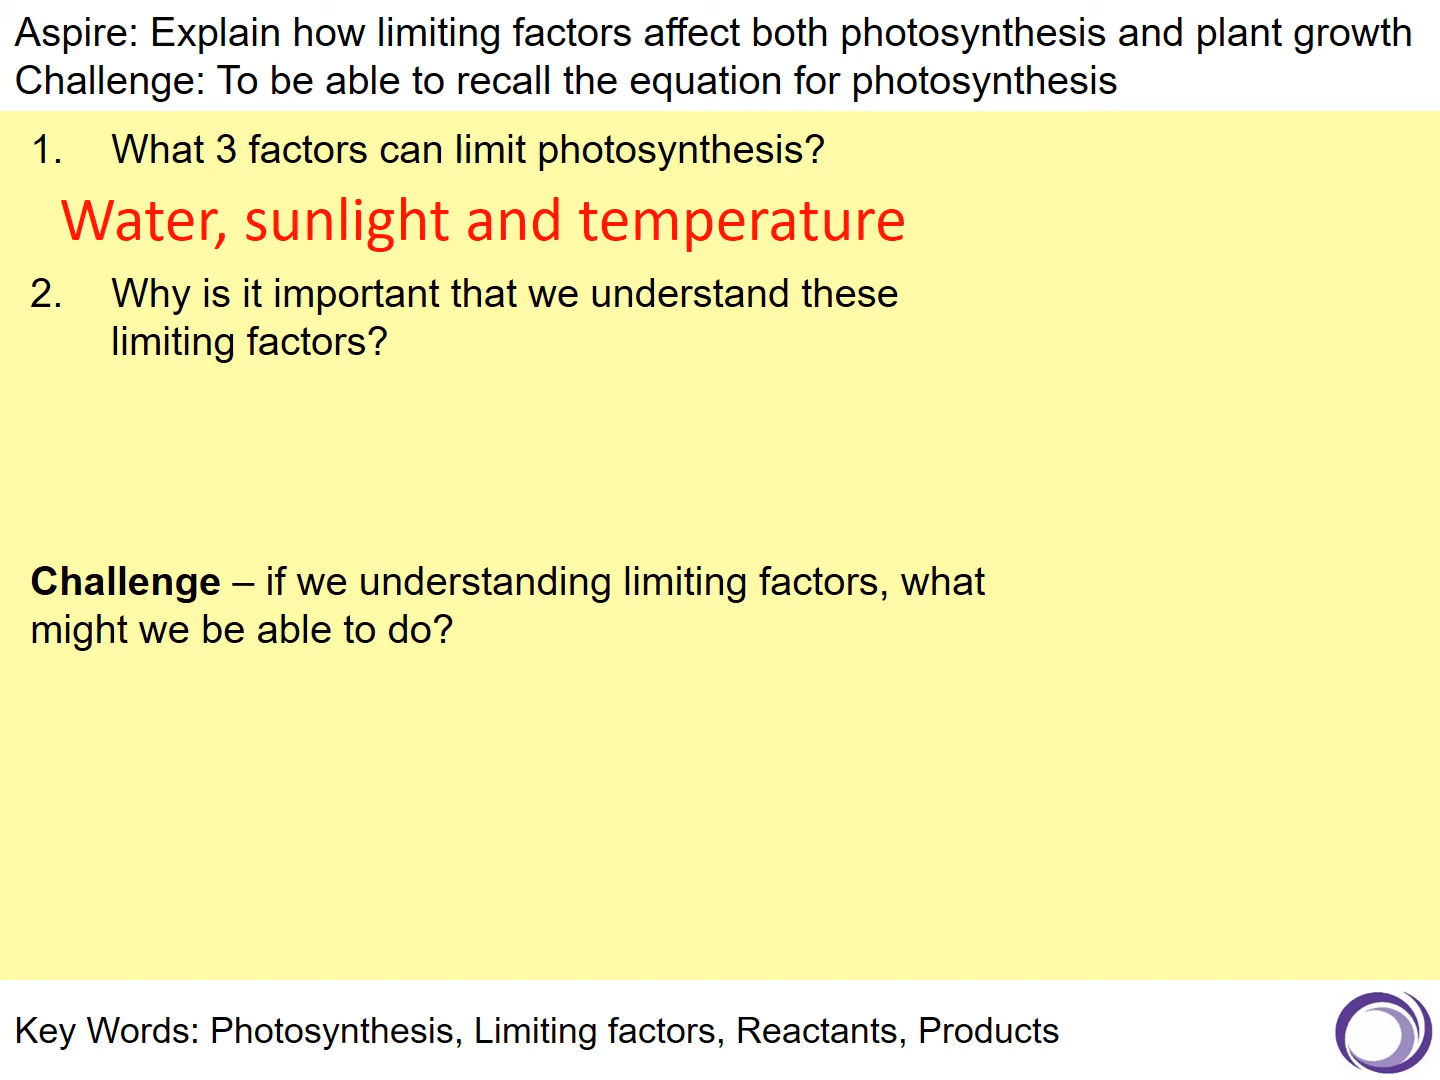 Aspire: Explain how limiting factors affect both photosynthesis and plant growth
Challenge: To be able to recall the equation for photosynthesis
1. What 3 factors can limit photosynthesis?
Water, sunlight and temperature
2. Why is it important that we understand these
limiting factors?
Challenge – if we understanding limiting factors, what
might we be able to do?
Key Words: Photosynthesis, Limiting factors, Reactants, Products